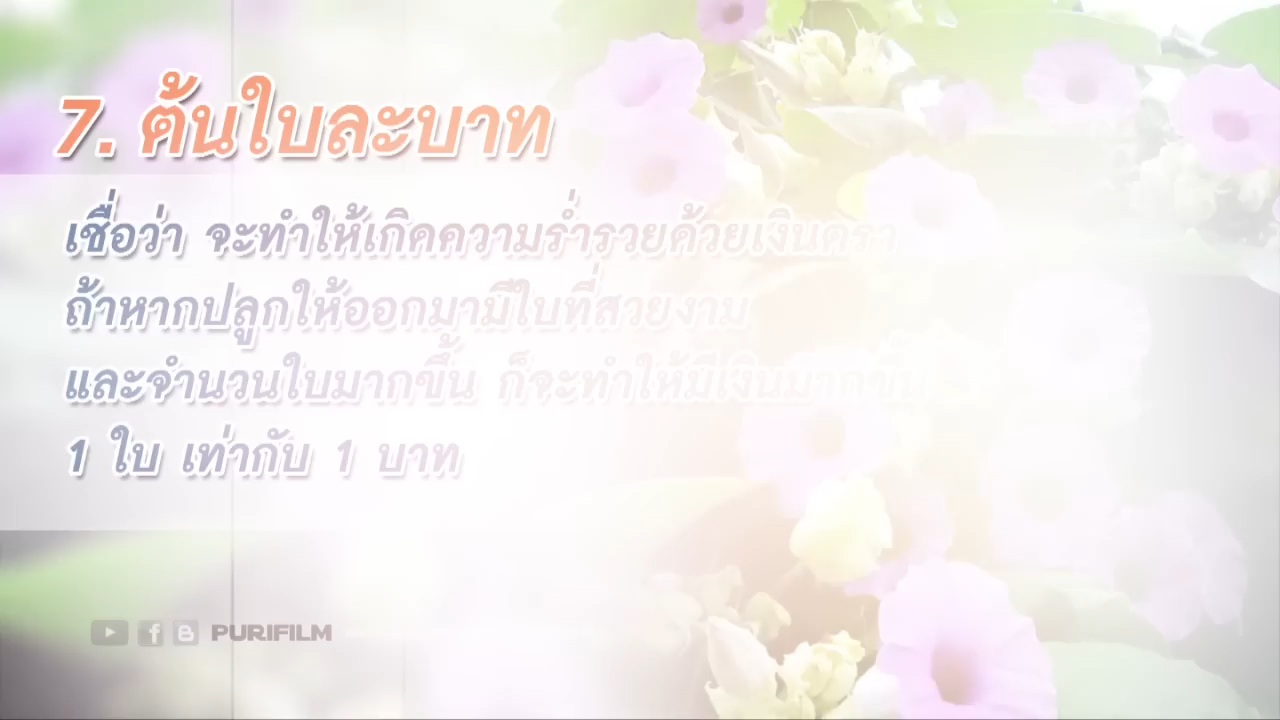 7. ต้นใบละบาท
เชื่อว่า จะทำให้เกิดความร่ำรวยด้วยเงินตรา
ถ้าหากปลูกให้ออกมามีใบที่สวยงาม
และจำนวนใบมากขึ้น ก็จะทำให้มีเงินมากขึ้น
1 ใบ เท่ากับ 1 บาท
PURIFILM